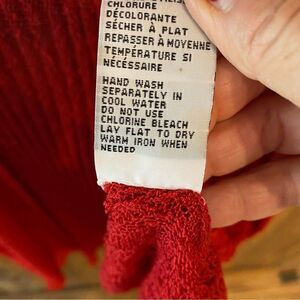 CHLORURE
DÉCOLORANTE
SÉCHER À PLAT
REPASSER À MOYENNE
TEMPÉRATURE SI
NÉCESSAIRE
HAND WASH
SEPARATELY IN
COOL WATER
DO NOT USE
CHLORINE BLEACH
LAY FLAT TO DRY
WARM IRON WHEN
NEEDED